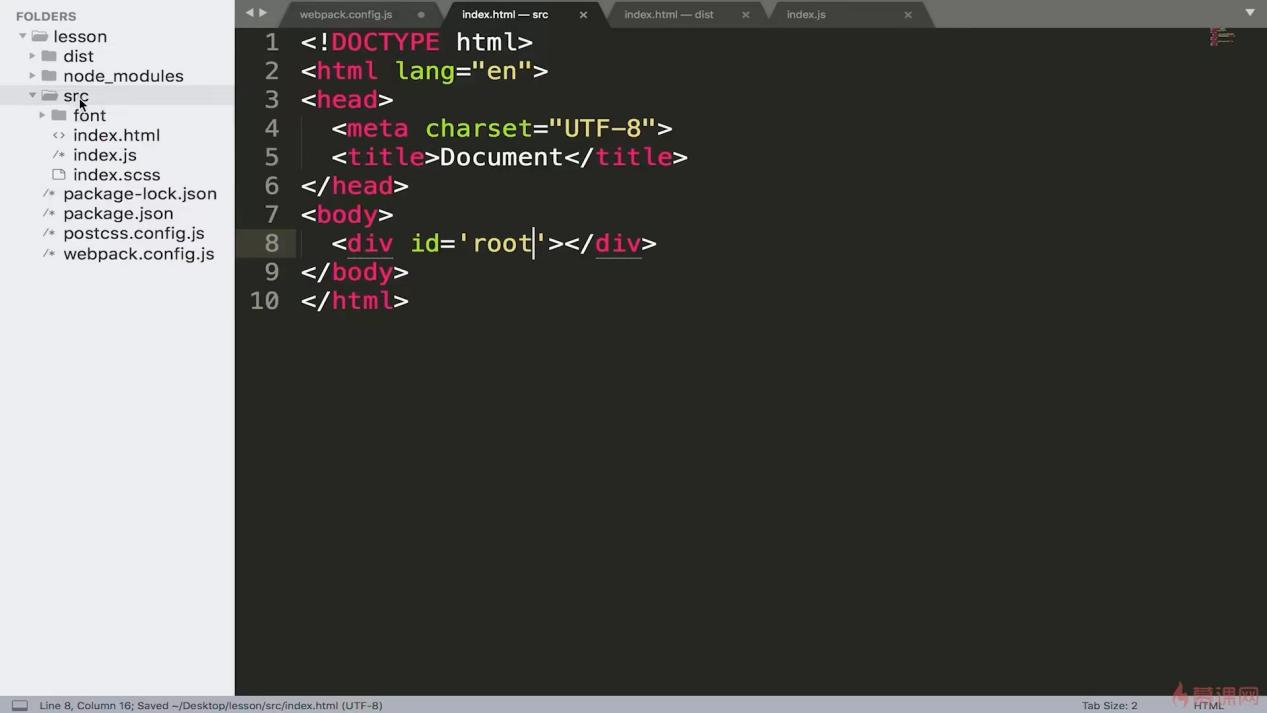 FOLDERS
lesson
dist
node_modules
src
font
index.html
index.js
index.scss
package-lock.json
package.json
postcss.config.js
webpack.config.js
webpack.config.js
index.html — src
index.html — dist
index.js
1 <!DOCTYPE html>
2 <html lang="en">
3 <head>
4 <meta charset="UTF-8">
5 <title>Document</title>
6 </head>
7 <body>
8 <div id='root'></div>
9 </body>
10 </html>
慕课网
Line 8, Column 16; Saved ~/Desktop/lesson/src/index.html (UTF-8)
Tab Size: 2
HTML